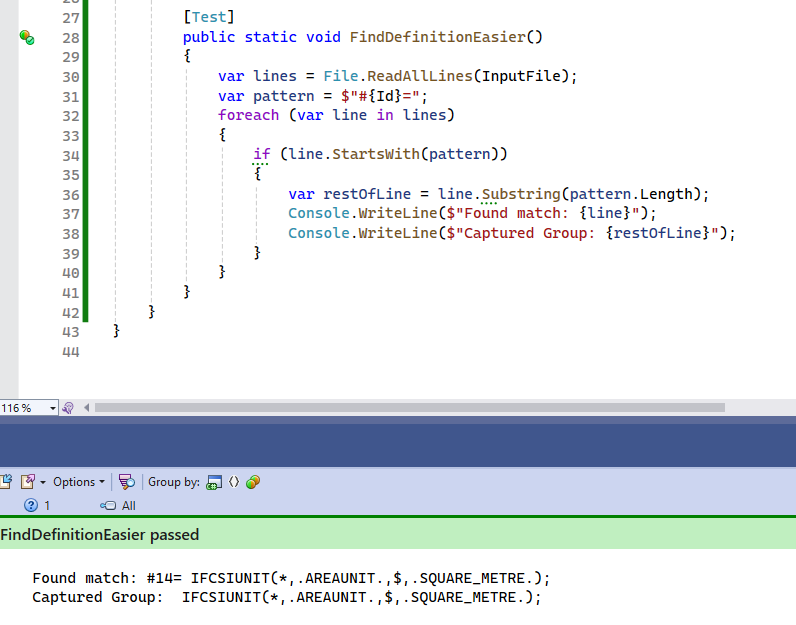 27 [Test]
28 public static void FindDefinitionEasier()
29 {
30 var lines = File.ReadAllLines(InputFile);
31 var pattern = $"#{Id}=";
32 foreach (var line in lines)
33 {
34 if (line.StartsWith(pattern))
35 {
36 var restOfLine = line.Substring(pattern.Length);
37 Console.WriteLine($"Found match: {line}");
38 Console.WriteLine($"Captured Group: {restOfLine}");
39 }
40 }
41 }
42 }
43 }
44
116 %
Options Group by:
? 1 All
FindDefinitionEasier passed
Found match: #14= IFCSIUNIT(*,.AREAUNIT.,$,.SQUARE_METRE.);
Captured Group:  IFCSIUNIT(*,.AREAUNIT.,$,.SQUARE_METRE.);